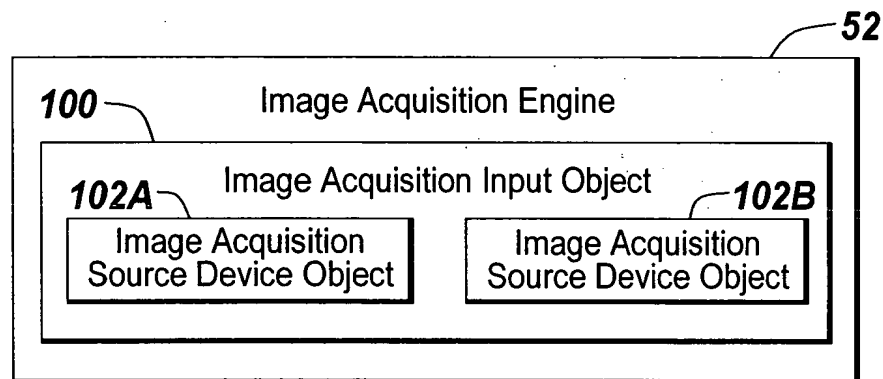 52
Image Acquisition Engine
100
Image Acquisition Input Object
102A
102B
Image Acquisition
Source Device Object
Image Acquisition
Source Device Object